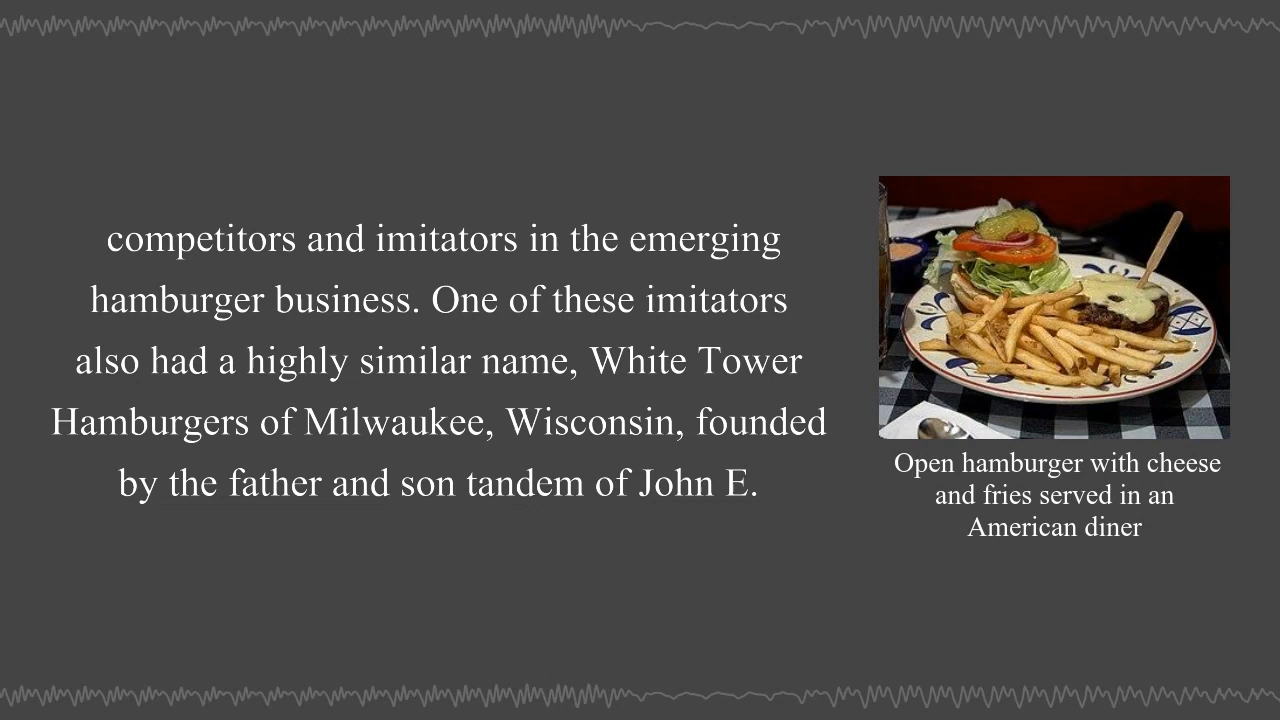 competitors and imitators in the emerging
hamburger business. One of these imitators
also had a highly similar name, White Tower
Hamburgers of Milwaukee, Wisconsin, founded
by the father and son tandem of John E.
Open hamburger with cheese
and fries served in an
American diner